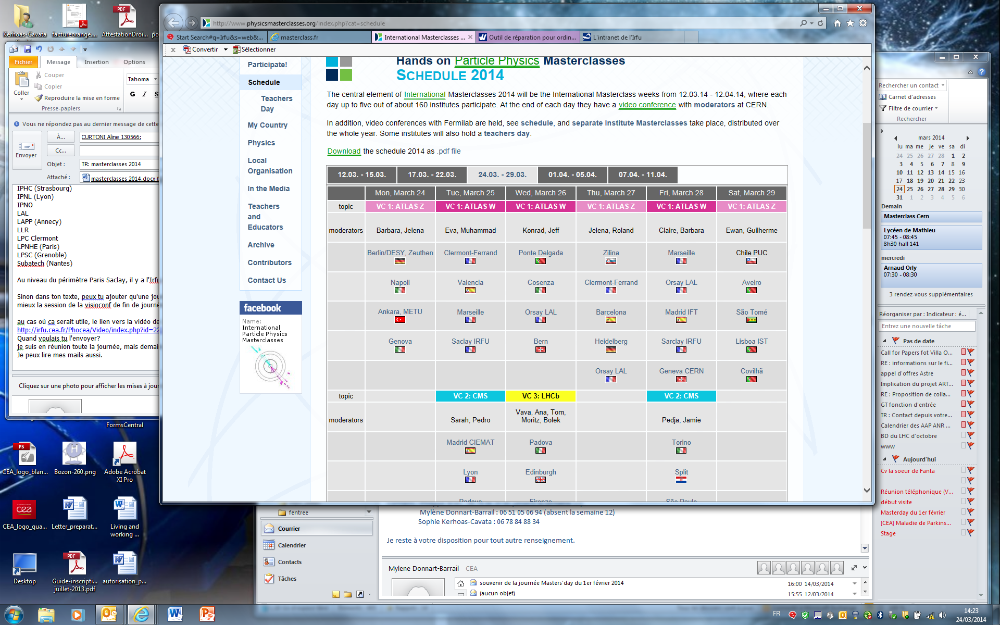 Kerhoas-Cavata
factureorange....
AttestationDroi...
http://www.physicsmasterclasses.org/index.php?cat=schedule
Start Search#q=Irfu&s=web&...
masterclass.fr
International Masterclasses ...
Outil de réparation pour ordin...
L'intranet de l'Irfu
Convertir
Sélectionner
Fichier
Message
Insertion
Options
Couper
Copier
Coller
Reproduire la mise en forme
Presse-papiers
Tahoma
G I S
Vous ne répondez pas au dernier message de cette
À...
CURTONI Aline 130566;
Cc...
Envoyer
Objet :
TR: masterclasses 2014
Attaché :
masterclasses 2014.docx
IPHC (Strasbourg)
IPNL (Lyon)
IPNO
LAL
LAPP (Annecy)
LLR
LPC Clermont
LPNHE (Paris)
LPSC (Grenoble)
Subatech (Nantes)
Au niveau du périmètre Paris Saclay, il y a l'Irfu
Sinon dans ton texte, peux tu ajouter qu'une jou
mieux la session de la visioconf de fin de journé
au cas où ça serait utile, le lien vers la vidéo de
http://irfu.cea.fr/Phocea/Video/index.php?id=22
Quand voulais tu l'envoyer?
je suis en réunion toute la journée, mais demai
Je peux lire mes mails aussi.
Cliquez sur une photo pour afficher les mises à jour
Participate!
Schedule
Teachers
Day
My Country
Physics
Local
Organisation
In the Media
Teachers
and
Educators
Archive
Contributors
Contact Us
facebook
Name:
International
Particle Physics
Masterclasses
Hands on Particle Physics Masterclasses
SCHEDULE 2014
The central element of International Masterclasses 2014 will be the International Masterclass weeks from 12.03.14 - 12.04.14, where each
day up to five out of about 160 institutes participate. At the end of each day they have a video conference with moderators at CERN.
In addition, video conferences with Fermilab are held, see schedule, and separate Institute Masterclasses take place, distributed over
the whole year. Some institutes will also hold a teachers day.
Download the schedule 2014 as .pdf file
12.03. - 15.03.
17.03. - 22.03.
24.03. - 29.03.
01.04. - 05.04.
07.04. - 11.04.
Mon, March 24
Tue, March 25
Wed, March 26
Thu, March 27
Fri, March 28
Sat, March 29
topic
VC 1: ATLAS Z
VC 1: ATLAS W
VC 1: ATLAS W
VC 1: ATLAS Z
VC 1: ATLAS W
VC 1: ATLAS Z
moderators
Barbara, Jelena
Eva, Muhammad
Konrad, Jeff
Jelena, Roland
Claire, Barbara
Ewan, Guilherme
Berlin/DESY, Zeuthen
Clermont-Ferrand
Ponte Delgada
Zilina
Marseille
Chile PUC
Napoli
Valencia
Cosenza
Clermont-Ferrand
Orsay LAL
Aveiro
Ankara, METU
Marseille
Orsay LAL
Barcelona
Madrid IFT
São Tomé
Genova
Saclay IRFU
Bern
Heidelberg
Sarclay IRFU
Lisboa IST
Orsay LAL
Geneva CERN
Covilhã
topic
VC 2: CMS
VC 3: LHCb
VC 2: CMS
moderators
Sarah, Pedro
Vava, Ana, Tom,
Moritz, Bolek
Pedja, Jamie
Madrid CIEMAT
Padova
Torino
Lyon
Edinburgh
Split
Rechercher un contact
Carnet d'adresses
Filtre de courrier
Rechercher
mars 2014
lu ma me je ve sa di
24 25 26 27 28 1 2
3 4 5 6 7 8 9
10 11 12 13 14 15 16
17 18 19 20 21 22 23
24 25 26 27 28 29 30
31 1 2 3 4 5 6
Demain
Masterclass Cern
Lycéen de Mathieu
07:45 - 08:45
8h30 hall 141
mercredi
Arnaud Orly
07:30 - 08:30
3 rendez-vous supplémentaires
Réorganiser par : Indicateur : é...
Entrez une nouvelle tâche
Pas de date
Call for Papers fot Villa O...
RE : informations sur le fi...
appel d'offres Astre
Implication du projet ART...
RE : Proposition de colla...
GT fonction d'entrée
TR : Contact depuis votre...
Calendrier des AAP ANR ...
BD du LHC d'octobre
www
Aujourd'hui
Cv la soeur de Fanta
Réunion téléphonique (V...
début visite
Masterday du 1er février
[CEA] Maladie de Parkins...
Stage
FormsCentral
CEA_logo_blan...
Bozon-260.png
Adobe Acrobat
XI Pro
CEA_logo_qua...
Letter_preparat...
Living and
working ...
Desktop
Guide-inscripti...
juillet-2013.pdf
autorisation_p...
fentree
Courrier
Calendrier
Contacts
Tâches
Mylène Donnart-Barrail : 06 51 05 06 94 (absent la semaine 12)
Sophie Kerhoas-Cavata : 06 78 84 88 34
Je reste à votre disposition pour tout autre renseignement.
Mylene Donnart-Barrail CEA
souvenir de la journée Masters'day du 1er février 2014
16:00 14/03/2014
(aucun objet)
15:55 12/03/2014
FR
14:23
24/03/2014